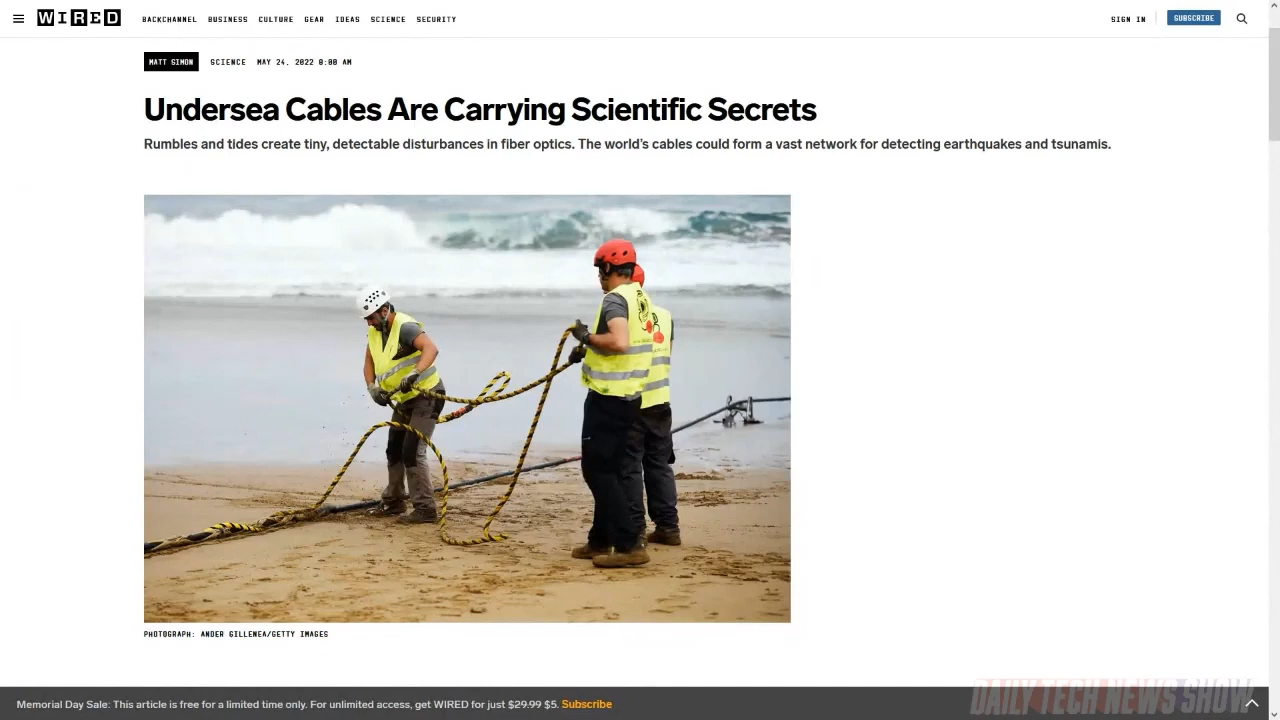 WIRED
BACKCHANNEL BUSINESS CULTURE GEAR IDEAS SCIENCE SECURITY
SIGN IN
SUBSCRIBE
MATT SIMON SCIENCE MAY 24, 2022 8:00 AM
Undersea Cables Are Carrying Scientific Secrets
Rumbles and tides create tiny, detectable disturbances in fiber optics. The world's cables could form a vast network for detecting earthquakes and tsunamis.
PHOTOGRAPH: ANDER GILLENEA/GETTY IMAGES
Memorial Day Sale: This article is free for a limited time only. For unlimited access, get WIRED for just $29.99 $5. Subscribe
DAILY TECH NEWS SHOW